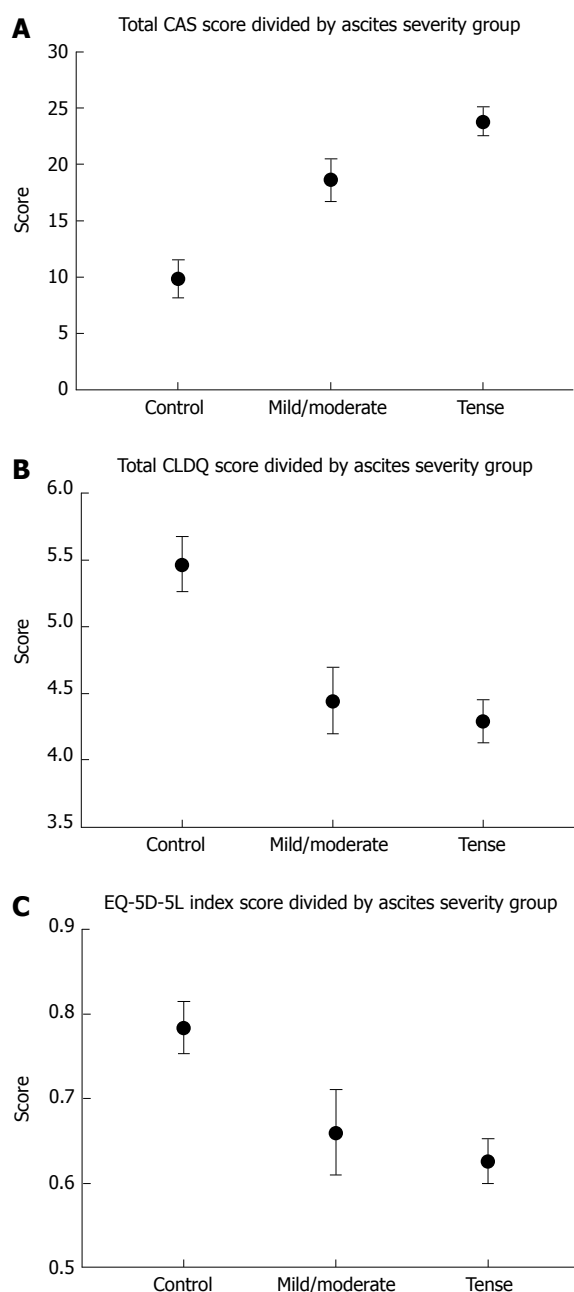 A
Total CAS score divided by ascites severity group
30
25
20
15
10
5
0
Score
Control Mild/moderate Tense
B
Total CLDQ score divided by ascites severity group
6.0
5.5
5.0
4.5
4.0
3.5
Score
Control Mild/moderate Tense
C
EQ-5D-5L index score divided by ascites severity group
0.9
0.8
0.7
0.6
0.5
Score
Control Mild/moderate Tense